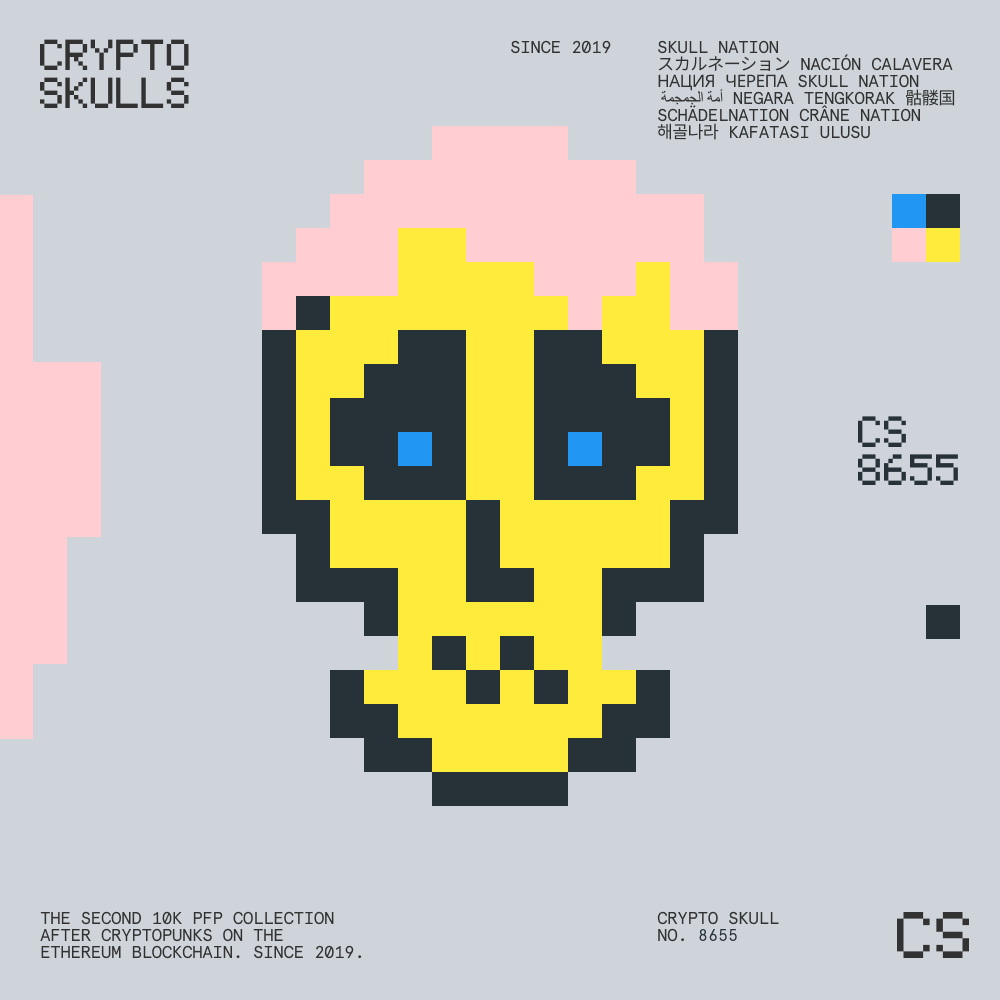 CRYPTO
SKULLS
SINCE 2019
SKULL NATION
スカルネーション NACIÓN CALAVERA
НАЦИЯ ЧЕРЕПА SKULL NATION
أمة الجمجمة NEGARA TENGKORAK 骷髅国
SCHÄDELNATION CRÂNE NATION
해골나라 KAFATASI ULUSU
CS
8655
THE SECOND 10K PFP COLLECTION
AFTER CRYPTOPUNKS ON THE
ETHEREUM BLOCKCHAIN. SINCE 2019.
CRYPTO SKULL
NO. 8655
CS